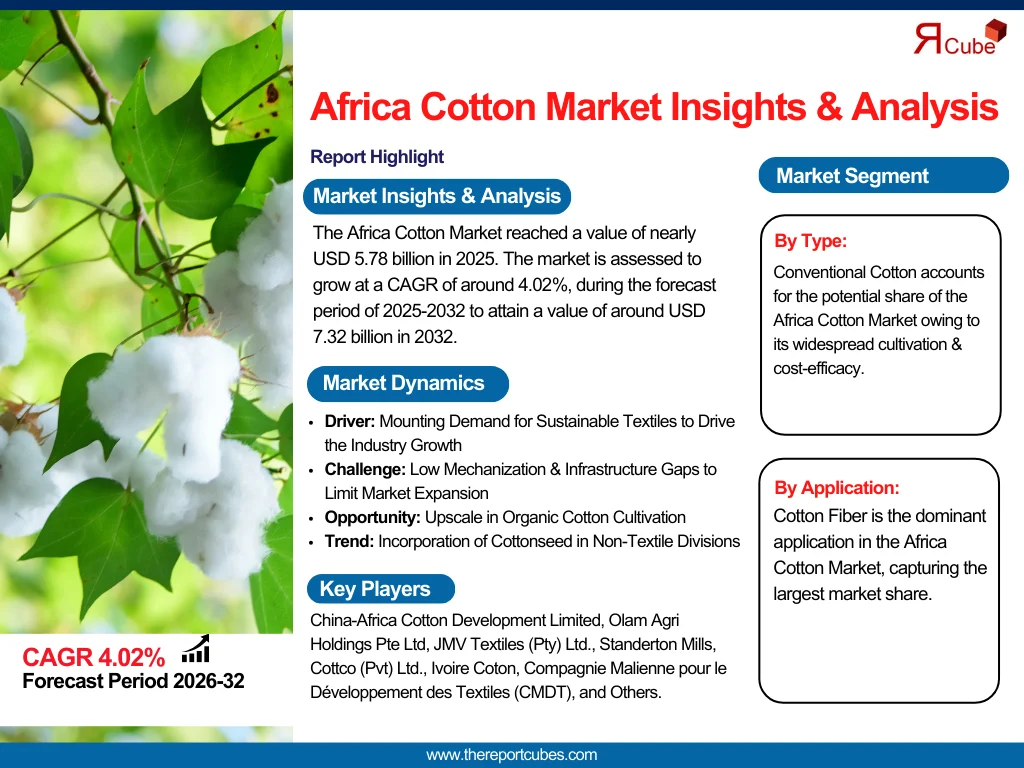 ЯCube
Africa Cotton Market Insights & Analysis
Report Highlight
Market Insights & Analysis
The Africa Cotton Market reached a value of nearly
USD 5.78 billion in 2025. The market is assessed to
grow at a CAGR of around 4.02%, during the forecast
period of 2025-2032 to attain a value of around USD
7.32 billion in 2032.
Market Dynamics
• Driver: Mounting Demand for Sustainable Textiles to Drive
the Industry Growth
• Challenge: Low Mechanization & Infrastructure Gaps to
Limit Market Expansion
• Opportunity: Upscale in Organic Cotton Cultivation
• Trend: Incorporation of Cottonseed in Non-Textile Divisions
Key Players
China-Africa Cotton Development Limited, Olam Agri
Holdings Pte Ltd, JMV Textiles (Pty) Ltd., Standerton Mills,
Cottco (Pvt) Ltd., Ivoire Coton, Compagnie Malienne pour le
Développement des Textiles (CMDT), and Others.
Market Segment
By Type:
Conventional Cotton accounts
for the potential share of the
Africa Cotton Market owing to
its widespread cultivation &
cost-efficacy.
By Application:
Cotton Fiber is the dominant
application in the Africa
Cotton Market, capturing the
largest market share.
CAGR 4.02%
Forecast Period 2026-32
www.thereportcubes.com